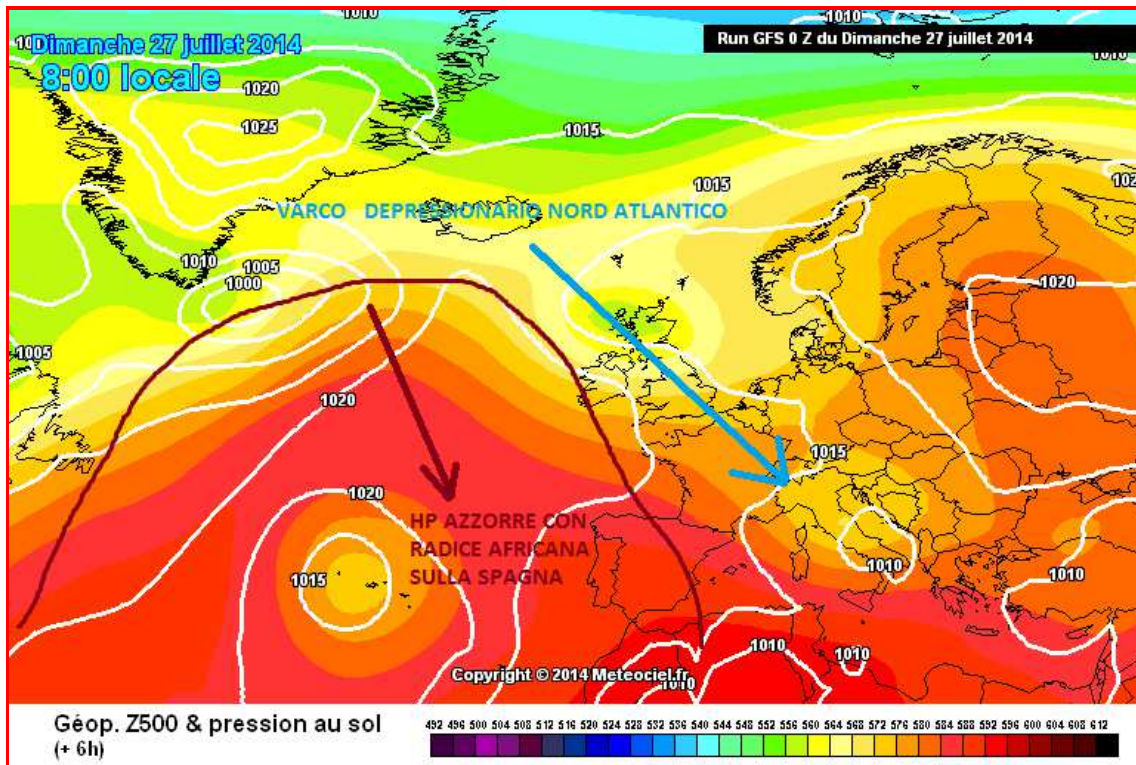 Dimanche 27 juillet 2014
8:00 locale
Run GFS 0 Z du Dimanche 27 juillet 2014
1010
1010
1010
1020
1025
1015
1015
VARCO DEPRESSIONARIO NORD ATLANTICO
1010
1005
1000
1020
1005
1020
1015
1020
HP AZZORRE CON
RADICE AFRICANA
SULLA SPAGNA
1015
1010
1010
1010
1010
1010
Copyright © 2014 Meteociel.fr
Géop. Z500 & pression au sol
(+ 6h)
492 496 500 504 508 512 516 520 524 528 532 536 540 544 548 552 556 560 564 568 572 576 580 584 588 592 596 600 604 608 612